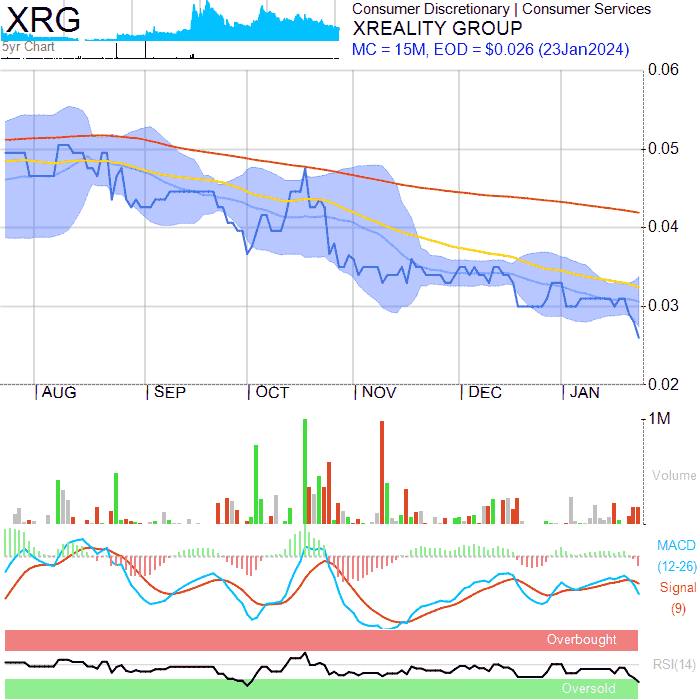 XRG
5yr Chart
Consumer Discretionary | Consumer Services
XREALITY GROUP
MC = 15M, EOD = $0.026 (23Jan2024)
0.06
0.05
0.04
0.03
0.02
AUG
SEP
OCT
NOV
DEC
JAN
1M
Volume
MACD
(12-26)
Signal
(9)
Overbought
RSI(14)
Oversold